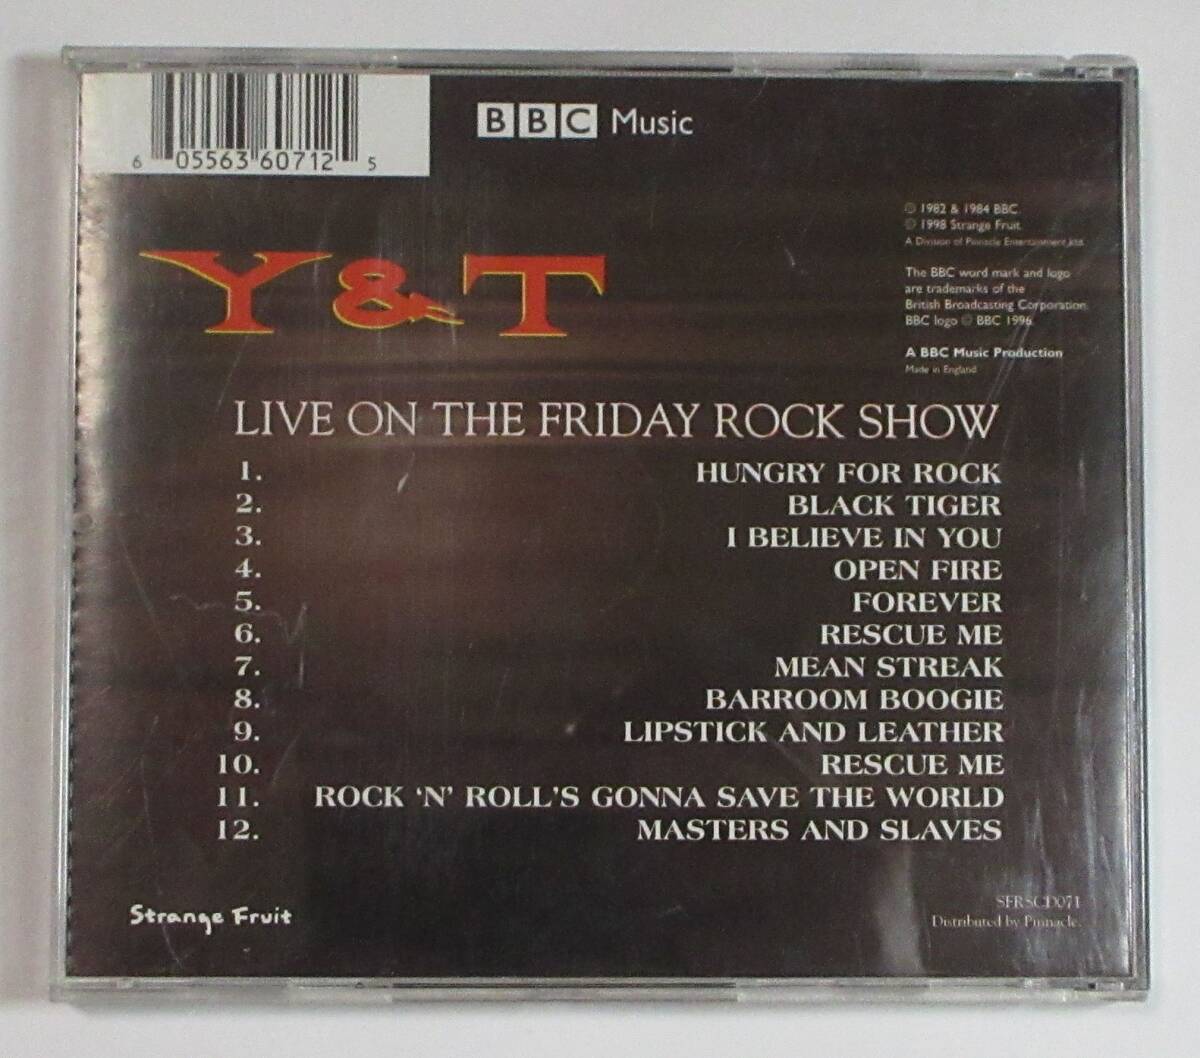 6 05563 60712 5
BBC Music
℗ 1982 & 1984 BBC.
© 1998 Strange Fruit.
A Division of Pinnacle Entertainment Ltd.
The BBC word mark and logo
are trademarks of the
British Broadcasting Corporation.
BBC logo © BBC 1996.
A BBC Music Production
Made in England
Y&T
LIVE ON THE FRIDAY ROCK SHOW
1. HUNGRY FOR ROCK
2. BLACK TIGER
3. I BELIEVE IN YOU
4. OPEN FIRE
5. FOREVER
6. RESCUE ME
7. MEAN STREAK
8. BARROOM BOOGIE
9. LIPSTICK AND LEATHER
10. RESCUE ME
11. ROCK ‘N’ ROLL’S GONNA SAVE THE WORLD
12. MASTERS AND SLAVES
Strange Fruit
SFRSCD071
Distributed by Pinnacle.